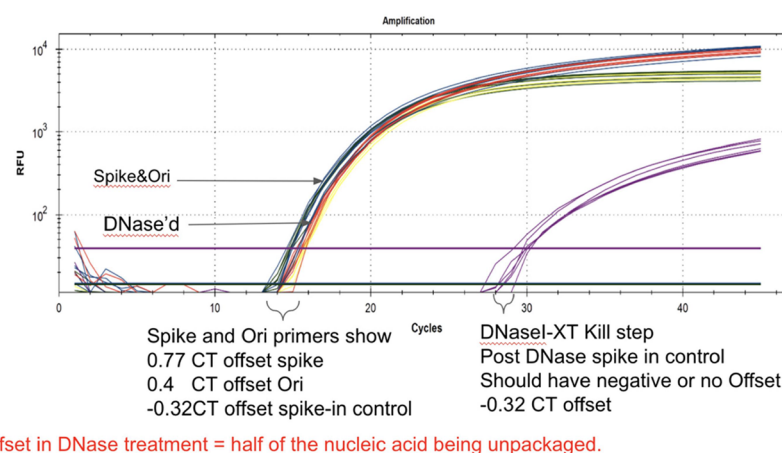 Amplification
10⁴
10³
10²
RFU
Spike&Ori
DNase'd
0
10
20
30
40
Cycles
Spike and Ori primers show
0.77 CT offset spike
0.4 CT offset Ori
-0.32CT offset spike-in control
DNaseI-XT Kill step
Post DNase spike in control
Should have negative or no Offset
-0.32 CT offset
in DNase treatment = half of the nucleic acid being unpackaged.